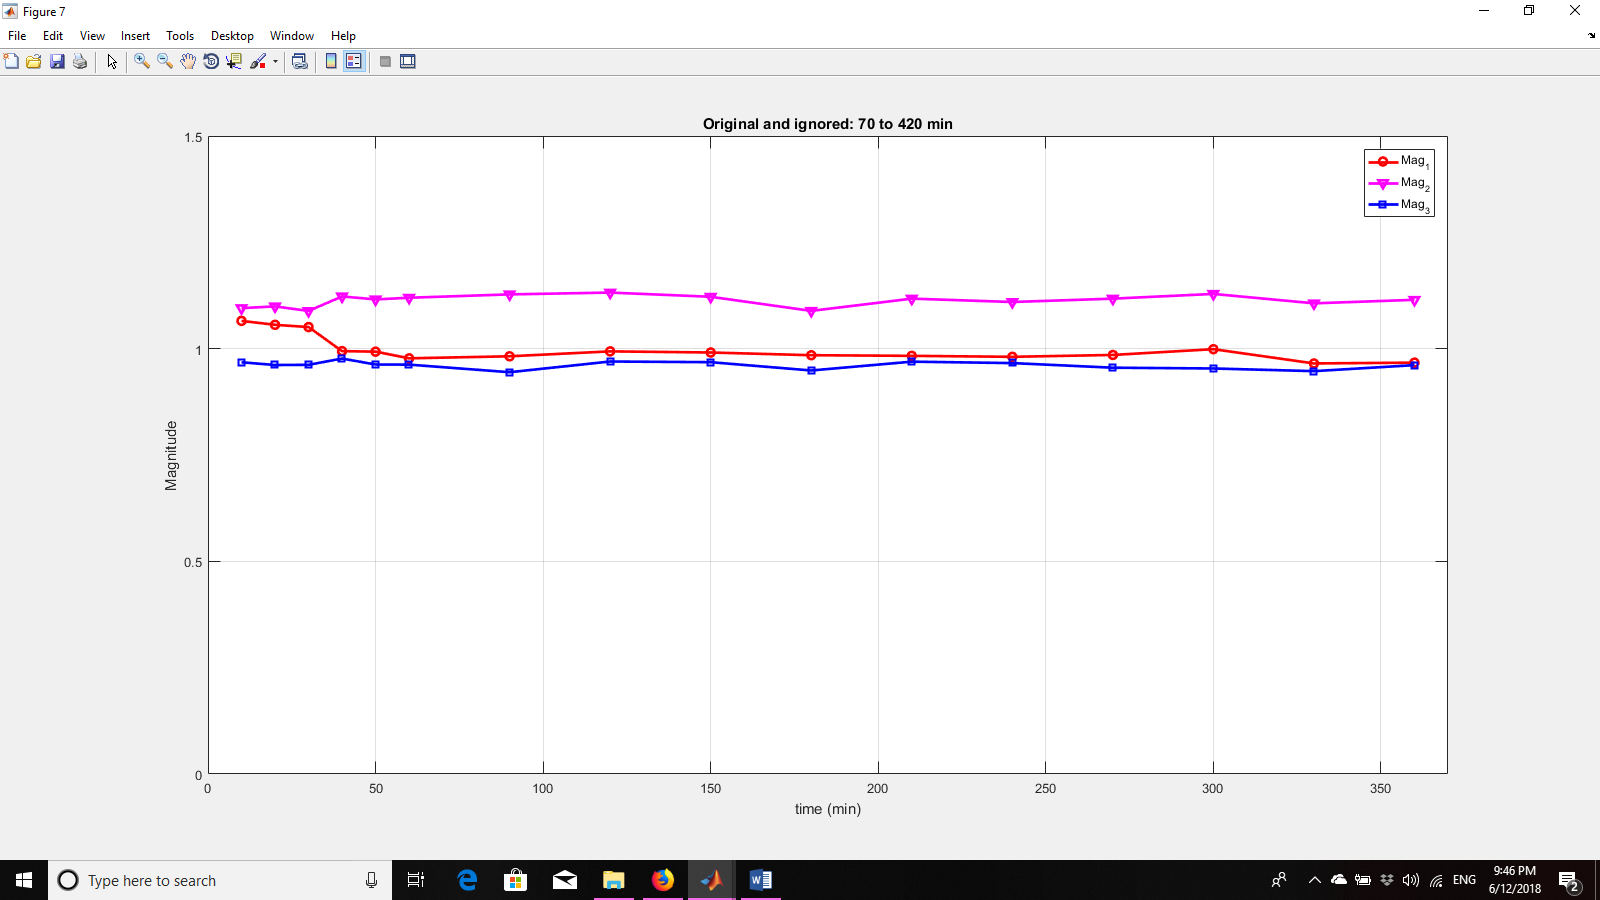 Figure 7
File Edit View Insert Tools Desktop Window Help
Original and ignored: 70 to 420 min
1.5
1
0.5
0
Magnitude
Mag1
Mag2
Mag3
0 50 100 150 200 250 300 350
time (min)
Type here to search
ENG
9:46 PM
6/12/2018
2